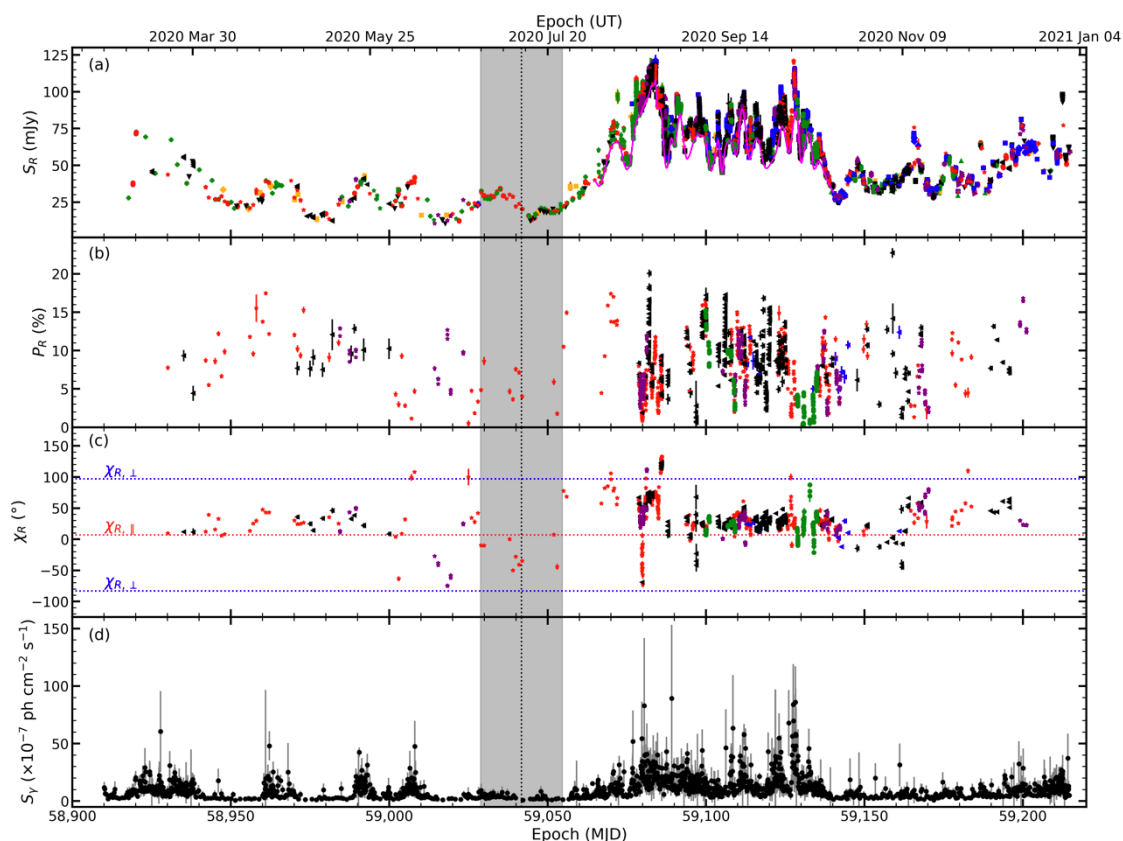 Epoch (UT)
2020 Mar 30 2020 May 25 2020 Jul 20 2020 Sep 14 2020 Nov 09 2021 Jan 04
(a)
S_R (mJy)
125
100
75
50
25
(b)
P_R (%)
20
15
10
5
0
(c)
χ_R (°)
150
100
50
0
−50
−100
χ_{R, ⊥}
χ_{R, ∥}
χ_{R, ⊥}
(d)
S_γ (×10⁻⁷ ph cm⁻² s⁻¹)
150
100
50
0
58,900 58,950 59,000 59,050 59,100 59,150 59,200
Epoch (MJD)